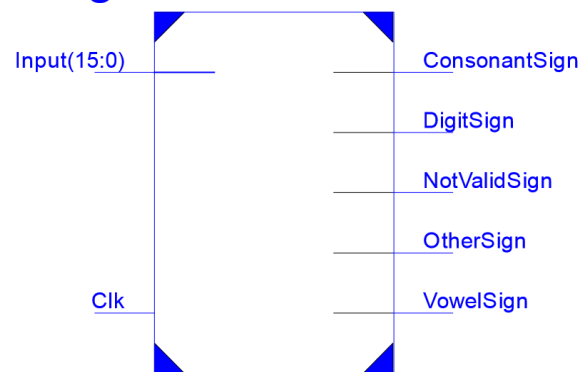 Input(15:0)
ConsonantSign
DigitSign
NotValidSign
OtherSign
Clk
VowelSign